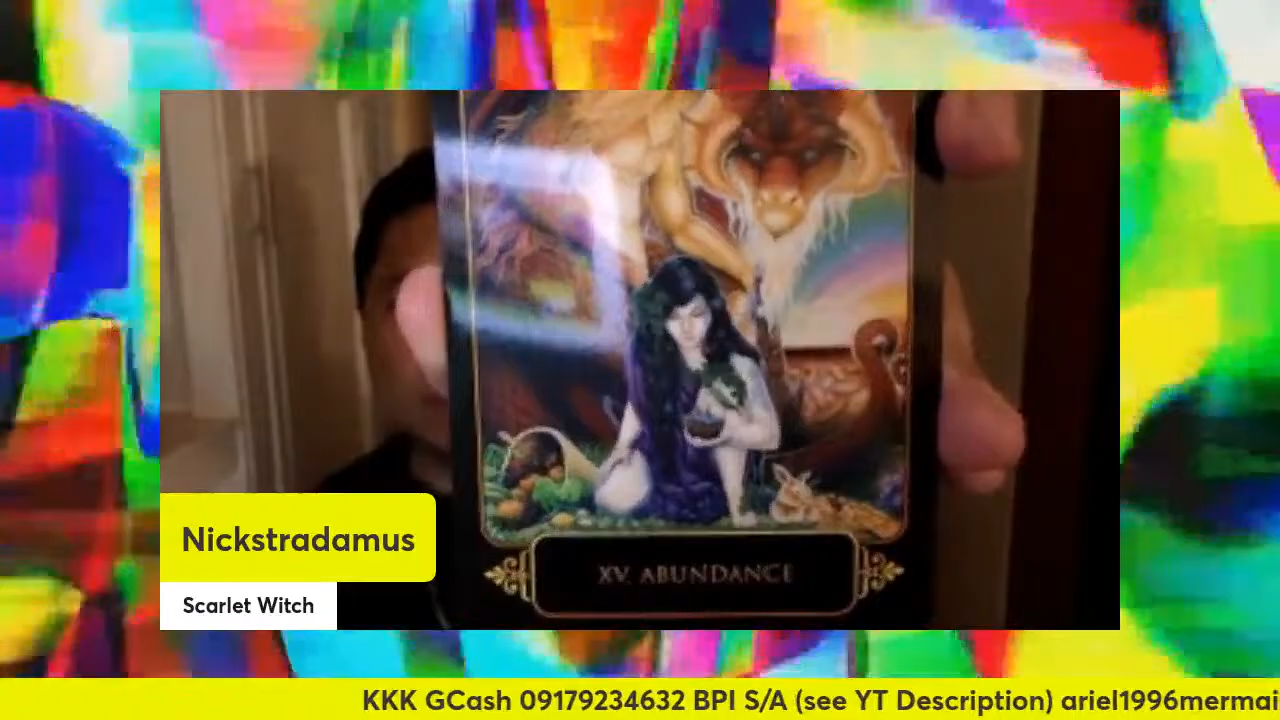 XV. ABUNDANCE
Nickstradamus
Scarlet Witch
KKK GCash 09179234632 BPI S/A (see YT Description) ariel1996mermai